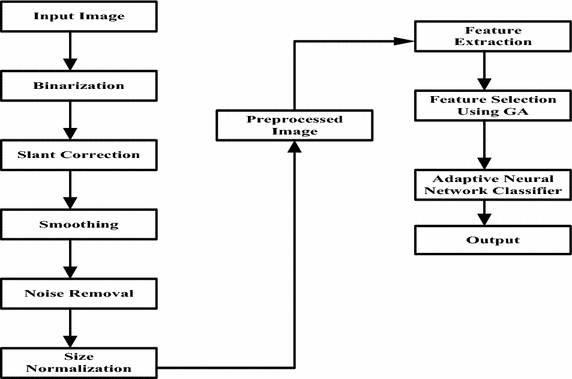 Input Image
Binarization
Slant Correction
Smoothing
Noise Removal
Size
Normalization
Preprocessed
Image
Feature
Extraction
Feature Selection
Using GA
Adaptive Neural
Network Classifier
Output